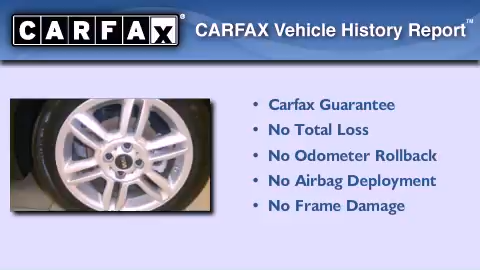 CARFAX® CARFAX Vehicle History Report™
• Carfax Guarantee
• No Total Loss
• No Odometer Rollback
• No Airbag Deployment
• No Frame Damage